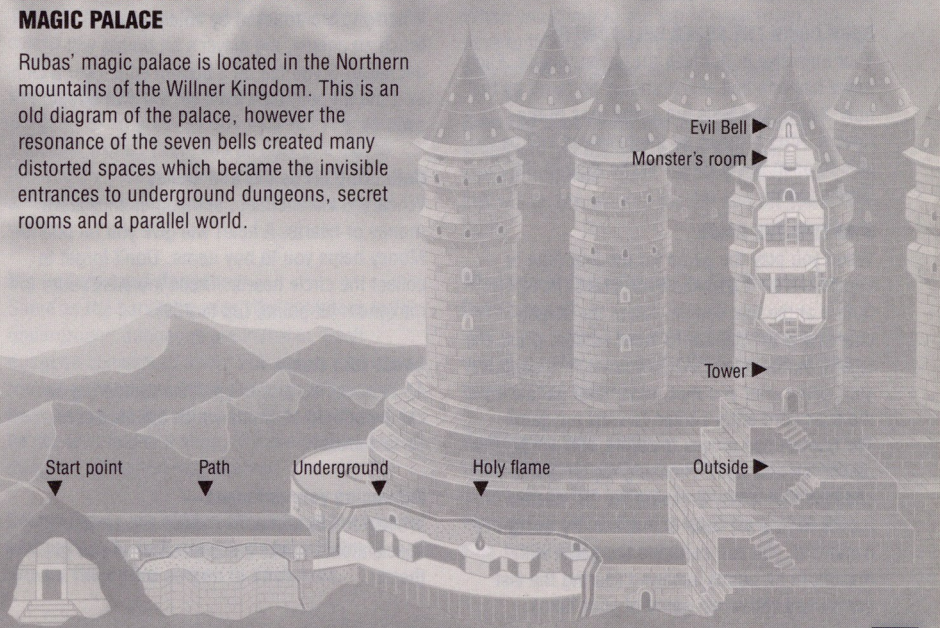 MAGIC PALACE
Rubas' magic palace is located in the Northern
mountains of the Willner Kingdom. This is an
old diagram of the palace, however the
resonance of the seven bells created many
distorted spaces which became the invisible
entrances to underground dungeons, secret
rooms and a parallel world.
Evil Bell
Monster's room
Tower
Start point
Path
Underground
Holy flame
Outside